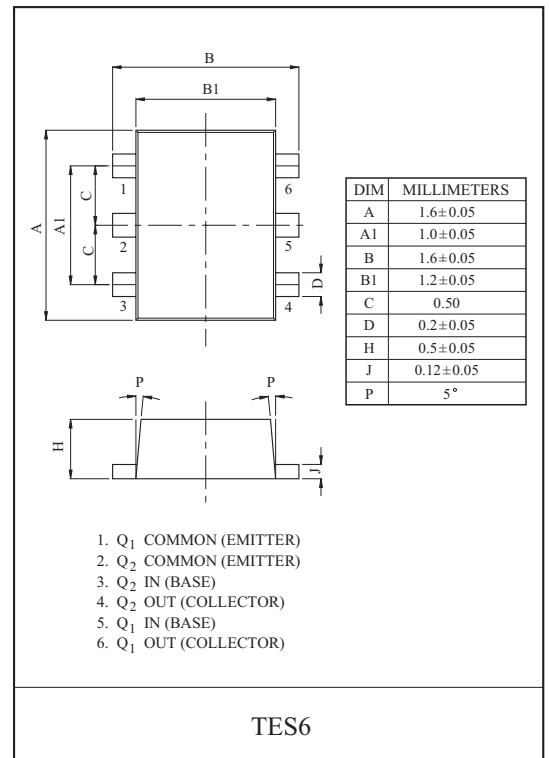 B
B1
A
A1
C
C
D
1
2
3
6
5
4
DIM MILLIMETERS
A 1.6±0.05
A1 1.0±0.05
B 1.6±0.05
B1 1.2±0.05
C 0.50
D 0.2±0.05
H 0.5±0.05
J 0.12±0.05
P 5°
P P
H
J
1. Q1 COMMON (EMITTER)
2. Q2 COMMON (EMITTER)
3. Q2 IN (BASE)
4. Q2 OUT (COLLECTOR)
5. Q1 IN (BASE)
6. Q1 OUT (COLLECTOR)
TES6